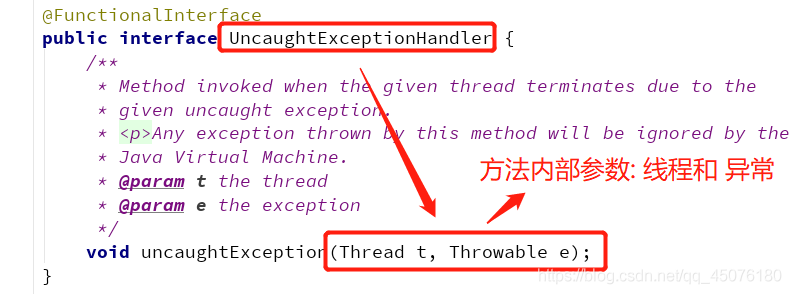 @FunctionalInterface
public interface UncaughtExceptionHandler {
/**
* Method invoked when the given thread terminates due to the
* given uncaught exception.
* <p>Any exception thrown by this method will be ignored by the
* Java Virtual Machine.
* @param t the thread
* @param e the exception
*/
方法内部参数: 线程和 异常
void uncaughtException(Thread t, Throwable e);
}
https://blog.csdn.net/qq_45076180